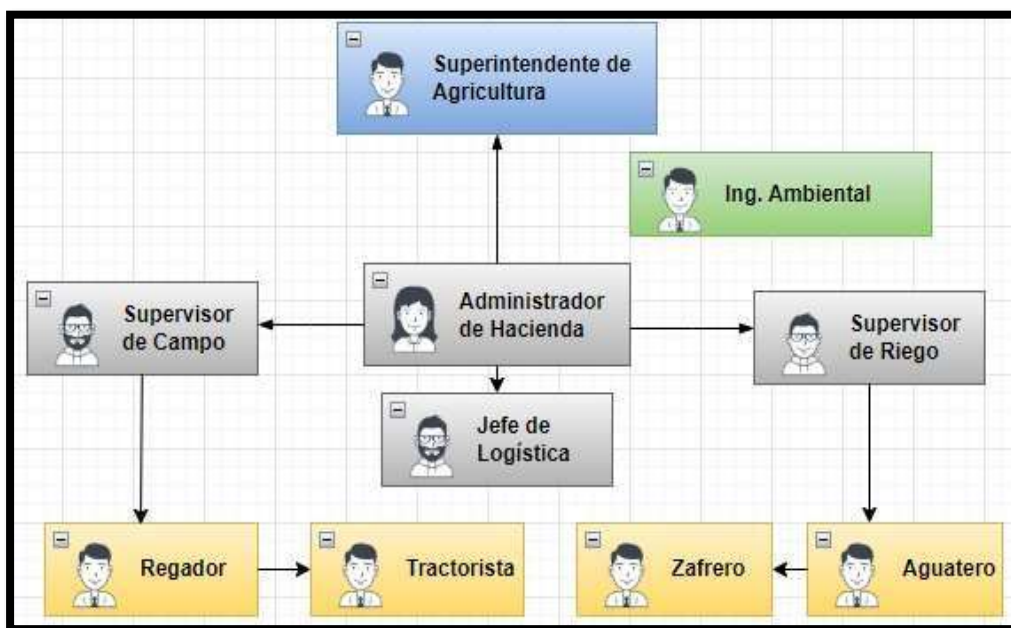 Superintendente de
Agricultura
Ing. Ambiental
Administrador
de Hacienda
Supervisor
de Campo
Supervisor
de Riego
Jefe de
Logística
Regador
Tractorista
Zafrero
Aguatero